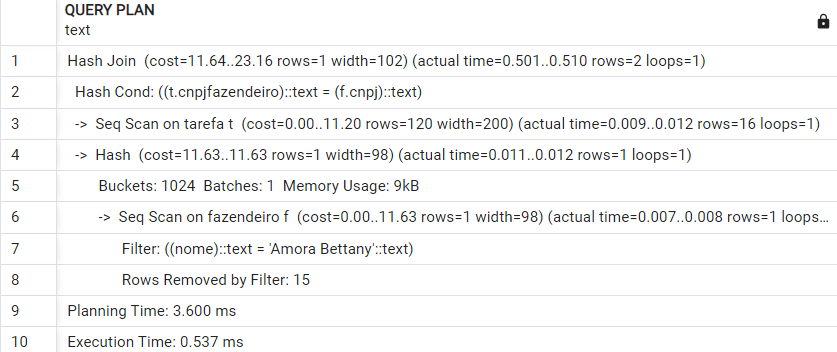 QUERY PLAN
text
1 Hash Join (cost=11.64..23.16 rows=1 width=102) (actual time=0.501..0.510 rows=2 loops=1)
2 Hash Cond: ((t.cnpjfazendeiro)::text = (f.cnpj)::text)
3 -> Seq Scan on tarefa t (cost=0.00..11.20 rows=120 width=200) (actual time=0.009..0.012 rows=16 loops=1)
4 -> Hash (cost=11.63..11.63 rows=1 width=98) (actual time=0.011..0.012 rows=1 loops=1)
5 Buckets: 1024 Batches: 1 Memory Usage: 9kB
6 -> Seq Scan on fazendeiro f (cost=0.00..11.63 rows=1 width=98) (actual time=0.007..0.008 rows=1 loops...
7 Filter: ((nome)::text = 'Amora Bettany'::text)
8 Rows Removed by Filter: 15
9 Planning Time: 3.600 ms
10 Execution Time: 0.537 ms